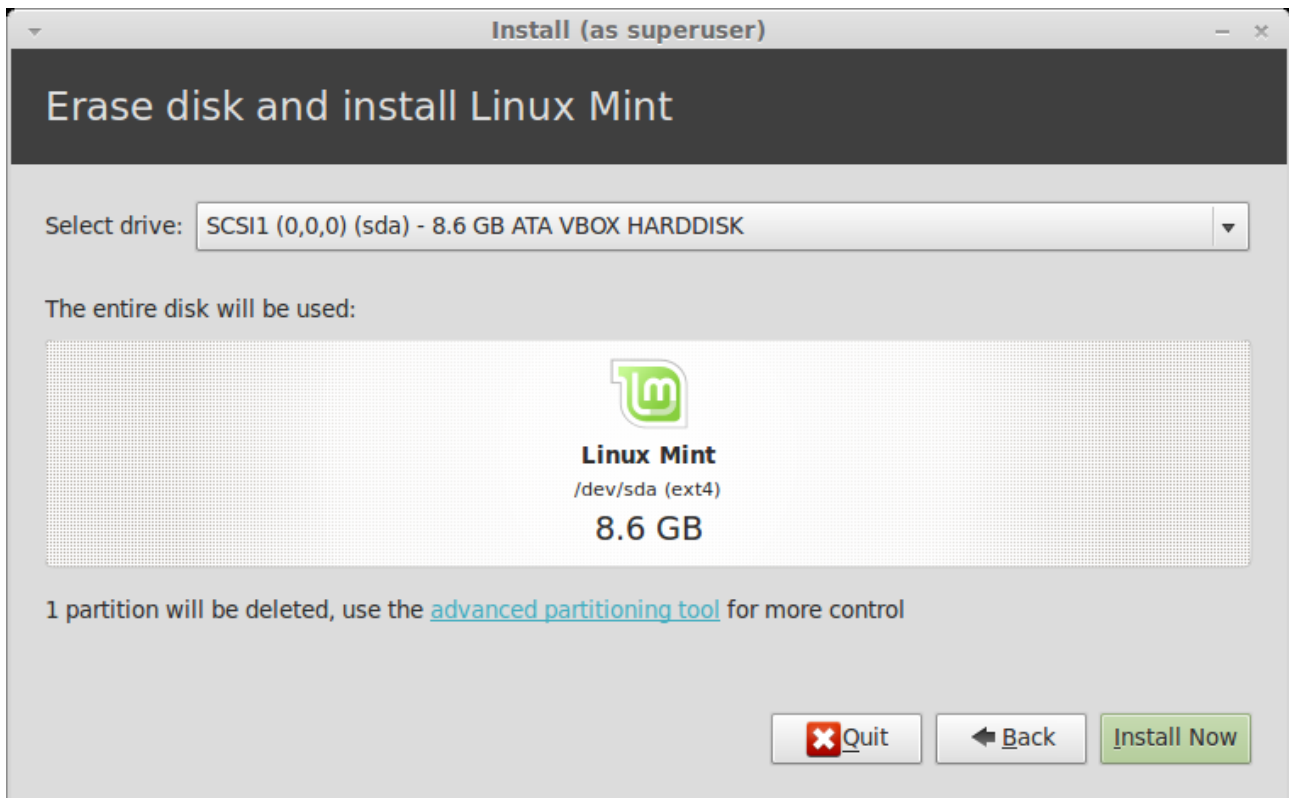 Install (as superuser)
Erase disk and install Linux Mint
Select drive: SCSI1 (0,0,0) (sda) - 8.6 GB ATA VBOX HARDDISK
The entire disk will be used:
lm
Linux Mint
/dev/sda (ext4)
8.6 GB
1 partition will be deleted, use the advanced partitioning tool for more control
Quit Back Install Now